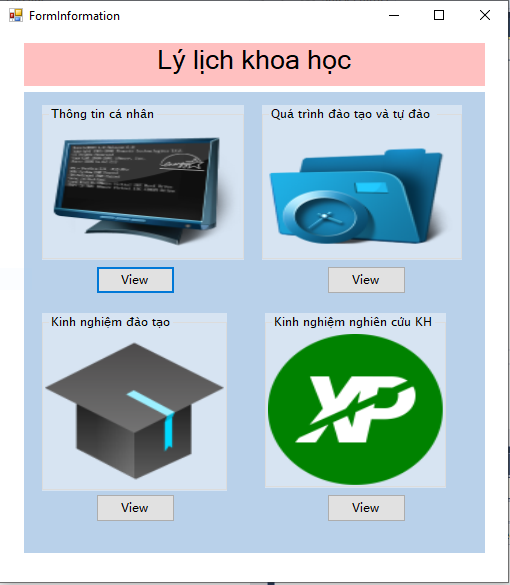 FormInformation
Lý lịch khoa học
Thông tin cá nhân
Quá trình đào tạo và tự đào
View
View
Kinh nghiệm đào tạo
Kinh nghiệm nghiên cứu KH
XP
View
View